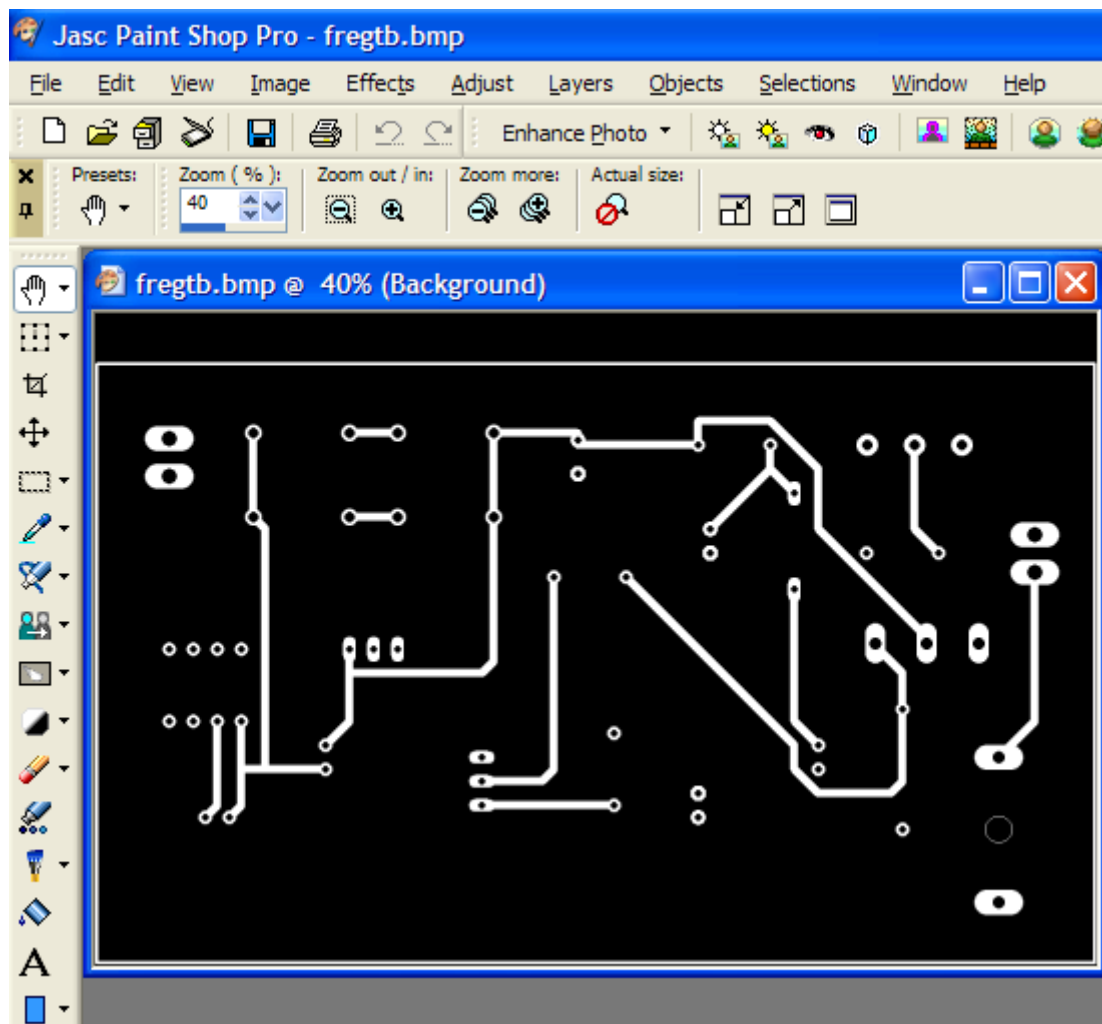 Jasc Paint Shop Pro - fregtb.bmp
File Edit View Image Effects Adjust Layers Objects Selections Window Help
Enhance Photo
Presets: Zoom ( % ): Zoom out / in: Zoom more: Actual size:
40
fregtb.bmp @ 40% (Background)
A